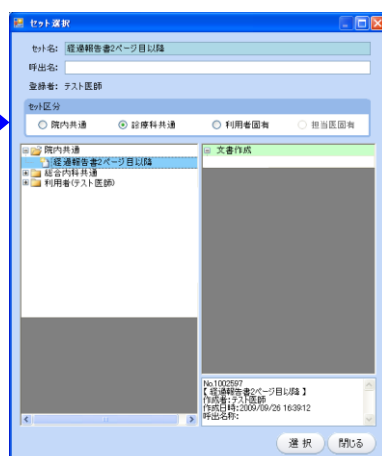 セット選択
セット名: 経過報告書2ページ目以降
呼出名:
登録者: テスト医師
セット区分
院内共通 診療科共通 利用者固有 担当医固有
院内共通
経過報告書2ページ目以降
総合内科共通
利用者(テスト医師)
文書作成
No.1002597
【 経過報告書2ページ目以降 】
作成者:テスト医師
作成日時:2009/09/26 16:39:12
呼出名称:
選 択 閉じる